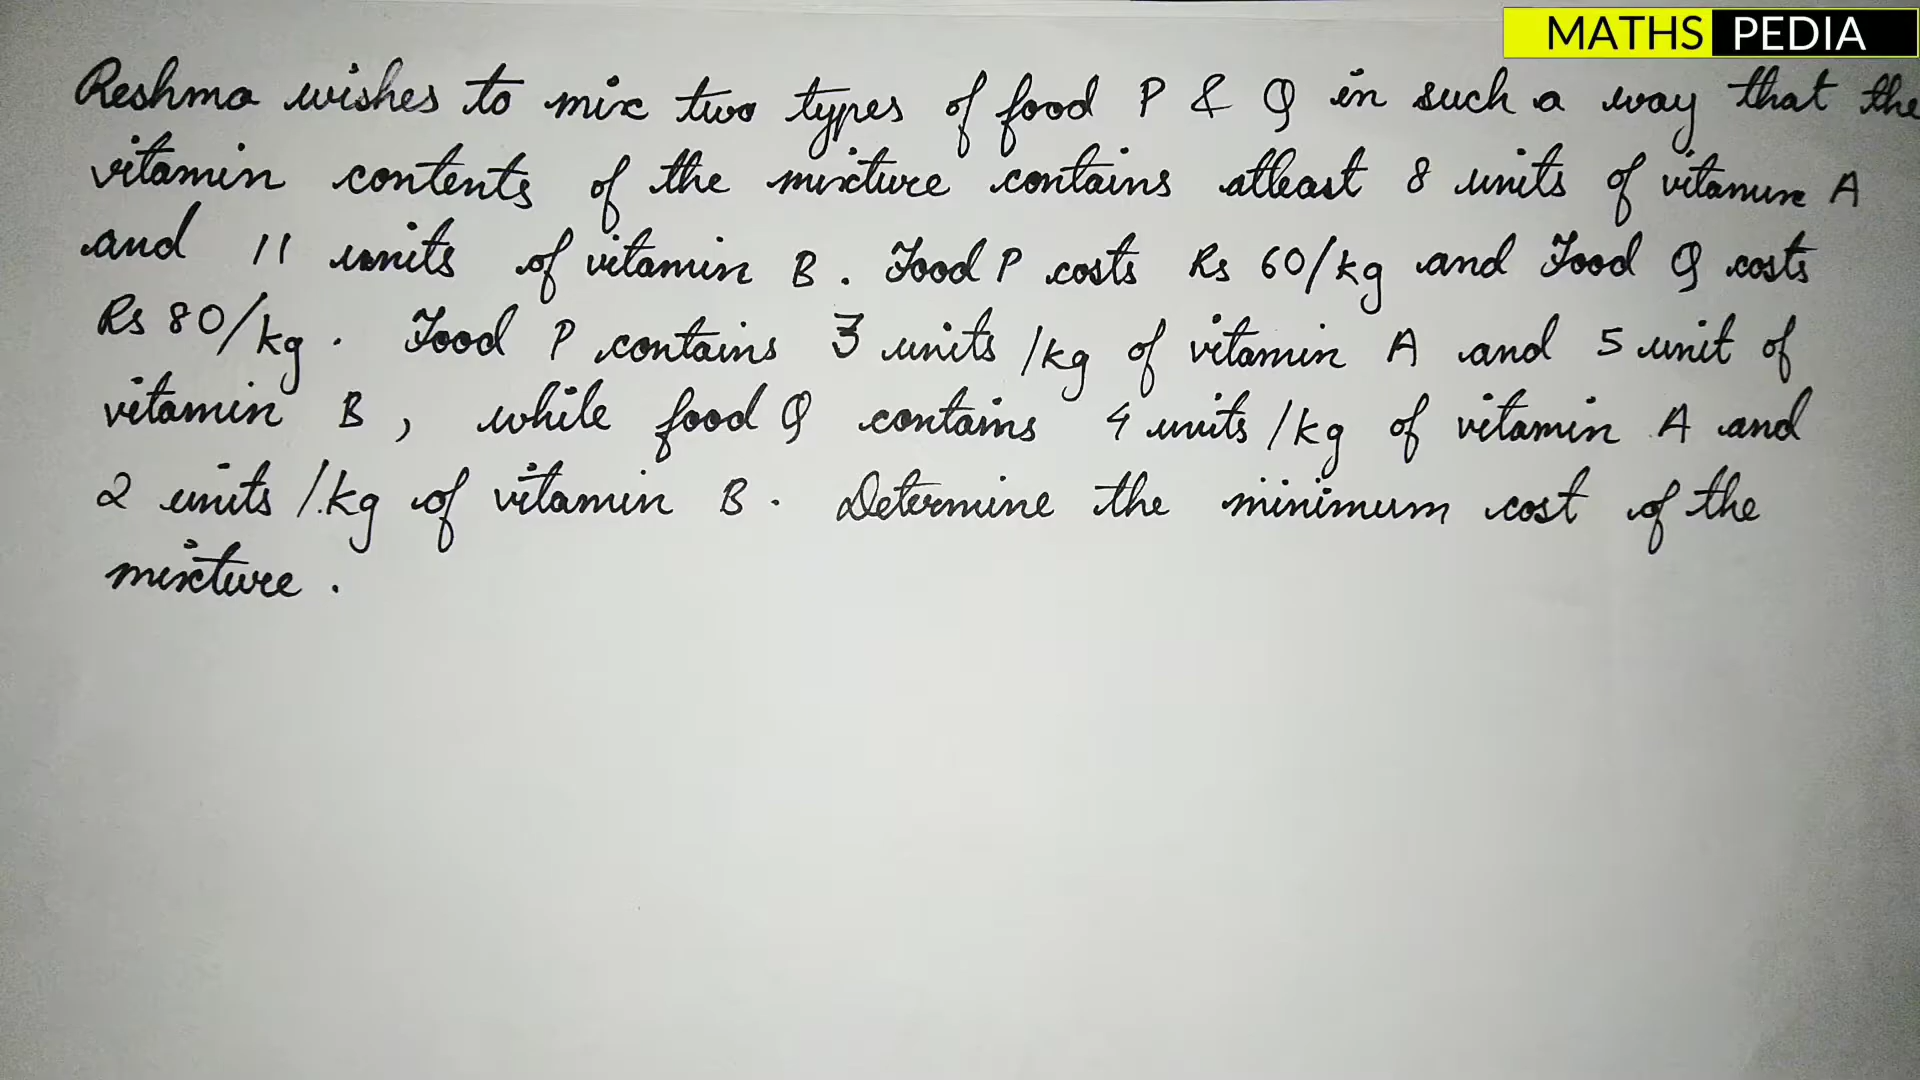 MATHS PEDIA
Reshma wishes to mix two types of food P & Q in such a way that the
vitamin contents of the mixture contains atleast 8 units of vitamin A
and 11 units of vitamin B. Food P costs Rs 60/kg and Food Q costs
Rs 80/kg. Food P contains 3 units /kg of vitamin A and 5 unit of
vitamin B, while food Q contains 4 units /kg of vitamin A and
2 units /kg of vitamin B. Determine the minimum cost of the
mixture.